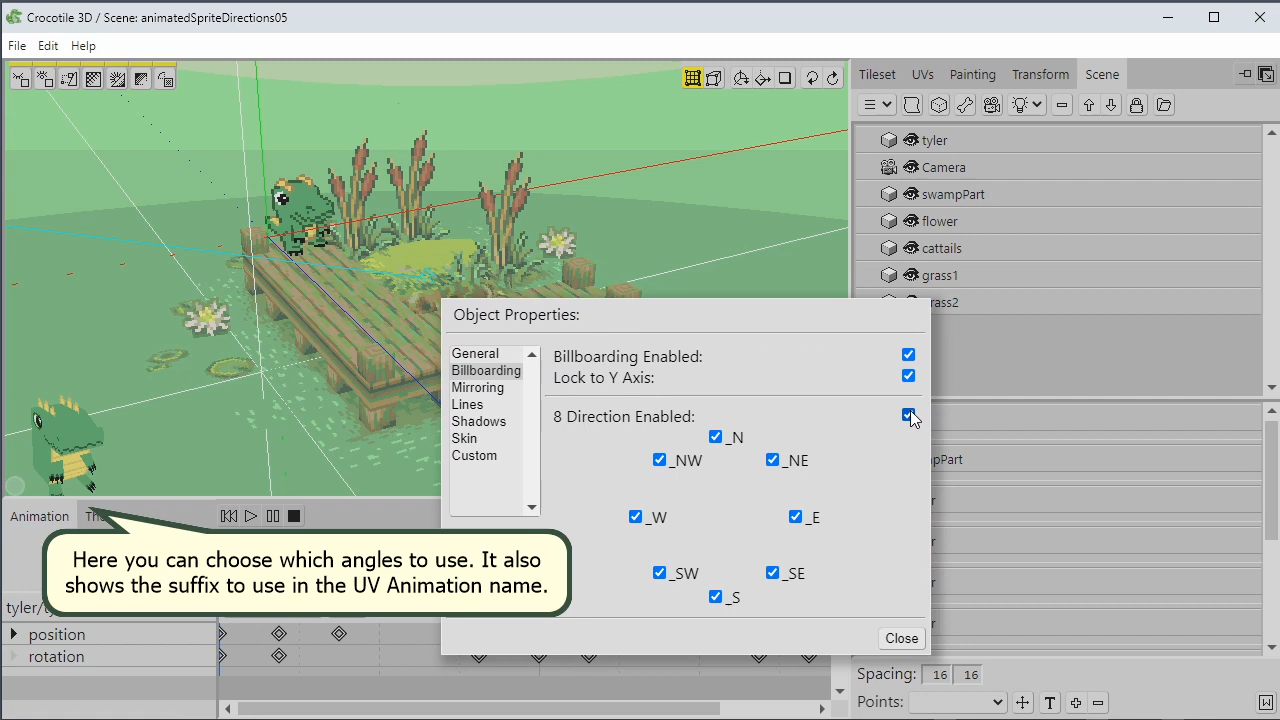 Crocotile 3D / Scene: animatedSpriteDirections05
File Edit Help
Tileset UVs Painting Transform Scene
tyler
Camera
swampPart
flower
cattails
grass1
rass2
Object Properties:
General
Billboarding
Mirroring
Lines
Shadows
Skin
Custom
Billboarding Enabled:
Lock to Y Axis:
8 Direction Enabled:
_N
_NW _NE
_W _E
_SW _SE
_S
Close
pPart
Animation
Here you can choose which angles to use. It also
shows the suffix to use in the UV Animation name.
position
rotation
Spacing: 16 16
Points: